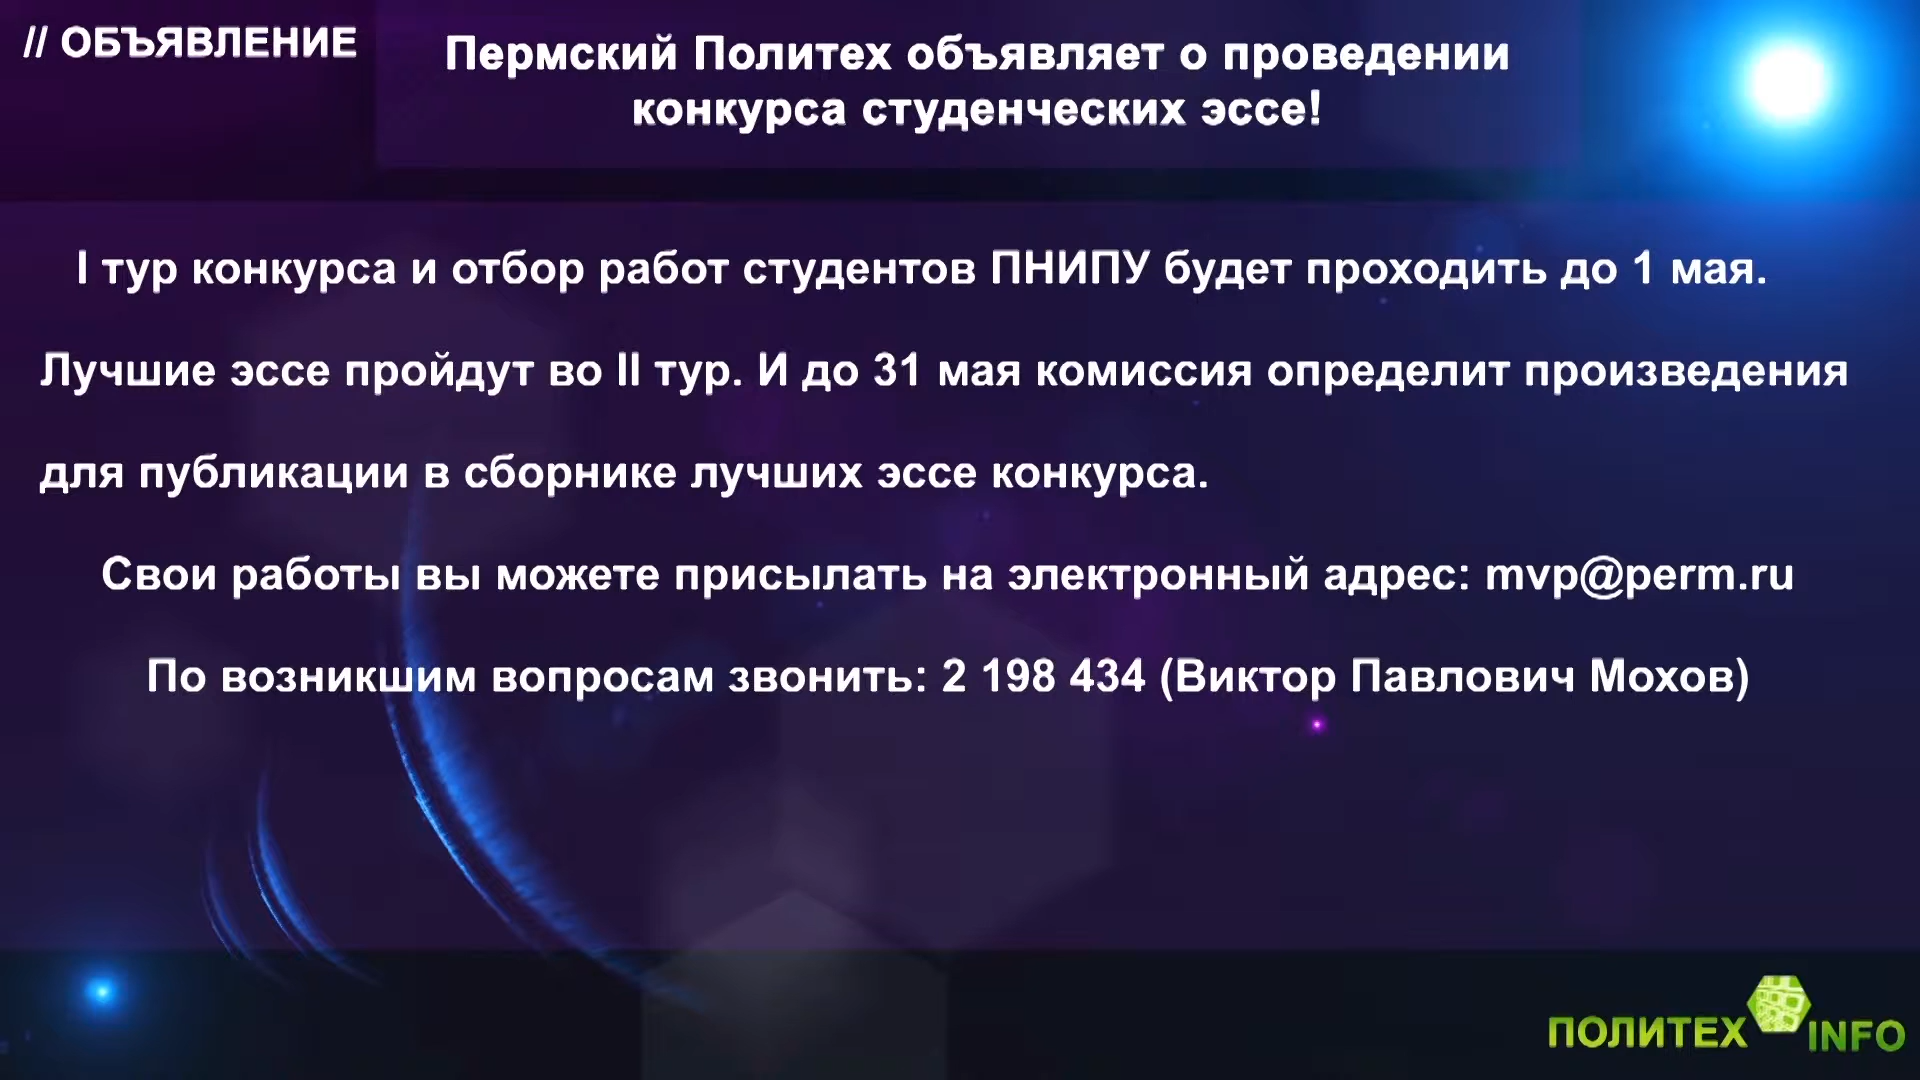 // ОБЪЯВЛЕНИЕ
Пермский Политех объявляет о проведении
конкурса студенческих эссе!
I тур конкурса и отбор работ студентов ПНИПУ будет проходить до 1 мая.
Лучшие эссе пройдут во II тур. И до 31 мая комиссия определит произведения
для публикации в сборнике лучших эссе конкурса.
Свои работы вы можете присылать на электронный адрес: mvp@perm.ru
По возникшим вопросам звонить: 2 198 434 (Виктор Павлович Мохов)
ПОЛИТЕХ INFO